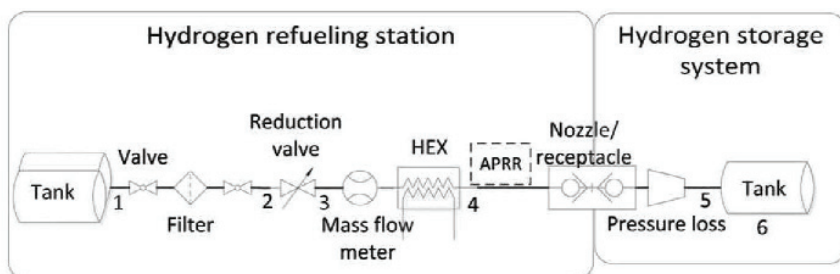 Hydrogen refueling station
Hydrogen storage
system
Reduction
valve
HEX
APRR
Nozzle/
receptacle
Valve
Tank
1
Filter
2
3
Mass flow
meter
4
Pressure loss
5
Tank
6